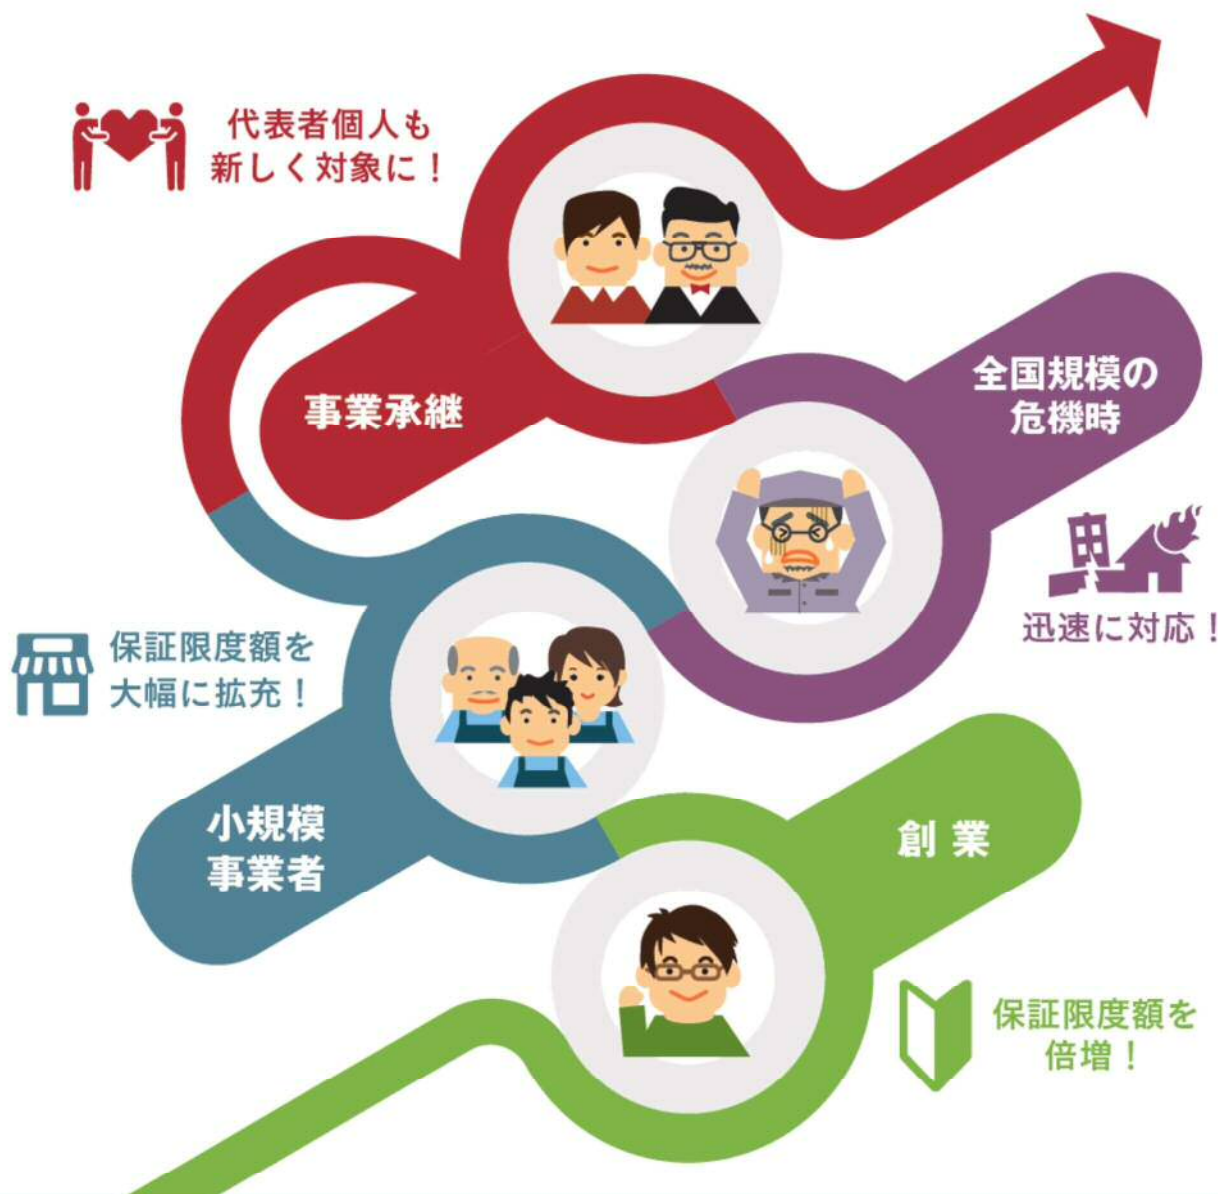 代表者個人も
新しく対象に！
事業承継
全国規模の
危機時
迅速に対応！
保証限度額を
大幅に拡充！
小規模
事業者
創 業
保証限度額を
倍増！